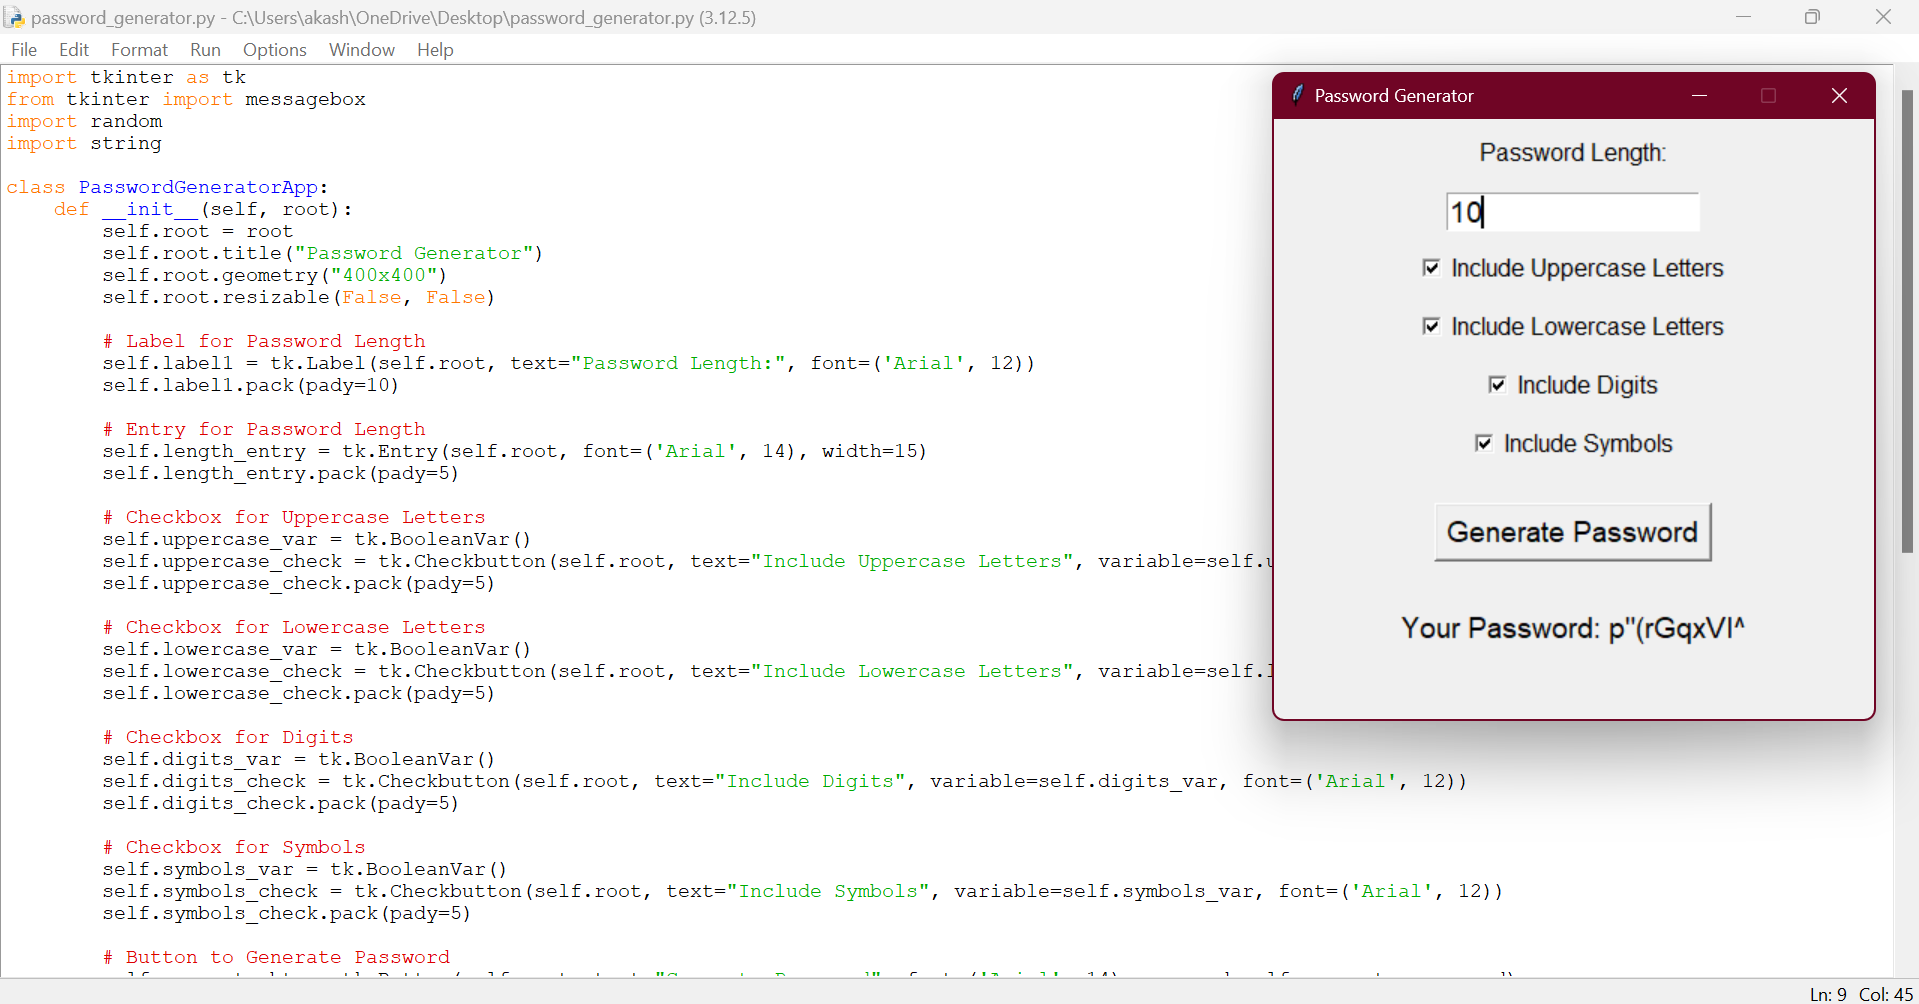 password_generator.py - C:\Users\akash\OneDrive\Desktop\password_generator.py (3.12.5)
File Edit Format Run Options Window Help
import tkinter as tk
from tkinter import messagebox
import random
import string
class PasswordGeneratorApp:
    def __init__(self, root):
        self.root = root
        self.root.title("Password Generator")
        self.root.geometry("400x400")
        self.root.resizable(False, False)
        # Label for Password Length
        self.label1 = tk.Label(self.root, text="Password Length:", font=('Arial', 12))
        self.label1.pack(pady=10)
        # Entry for Password Length
        self.length_entry = tk.Entry(self.root, font=('Arial', 14), width=15)
        self.length_entry.pack(pady=5)
        # Checkbox for Uppercase Letters
        self.uppercase_var = tk.BooleanVar()
        self.uppercase_check = tk.Checkbutton(self.root, text="Include Uppercase Letters", variable=self.
        self.uppercase_check.pack(pady=5)
        # Checkbox for Lowercase Letters
        self.lowercase_var = tk.BooleanVar()
        self.lowercase_check = tk.Checkbutton(self.root, text="Include Lowercase Letters", variable=self.
        self.lowercase_check.pack(pady=5)
        # Checkbox for Digits
        self.digits_var = tk.BooleanVar()
        self.digits_check = tk.Checkbutton(self.root, text="Include Digits", variable=self.digits_var, font=('Arial', 12))
        self.digits_check.pack(pady=5)
        # Checkbox for Symbols
        self.symbols_var = tk.BooleanVar()
        self.symbols_check = tk.Checkbutton(self.root, text="Include Symbols", variable=self.symbols_var, font=('Arial', 12))
        self.symbols_check.pack(pady=5)
        # Button to Generate Password
Password Generator
Password Length:
10
Include Uppercase Letters
Include Lowercase Letters
Include Digits
Include Symbols
Generate Password
Your Password: p"(rGqxVI^
Ln: 9 Col: 45